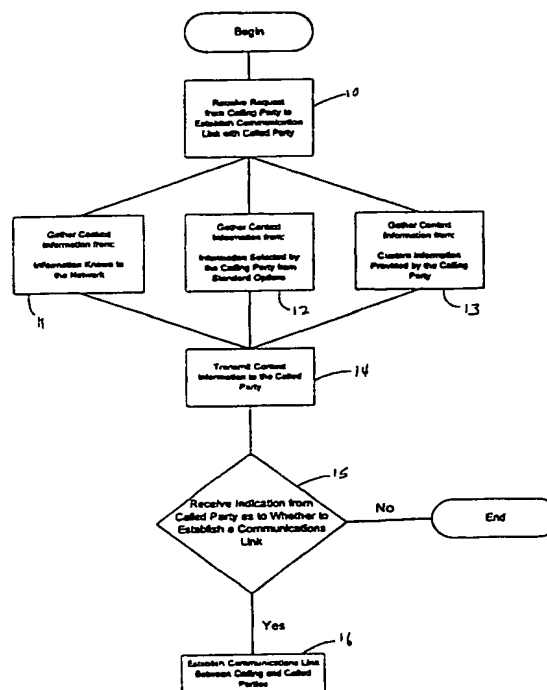 Begin
Receive Request
from Calling Party to
Establish Communication
Link with Called Party
10
Gather Context
Information from:
Information Known to
the Network
11
Gather Context
Information from:
Information Selected by
the Calling Party from
Standard Options
12
Gather Context
Information from:
Custom Information
Provided by the Calling
Party
13
Transmit Context
Information to the Called
Party
14
Receive Indication from
Called Party as to Whether to
Establish a Communications
Link
15
No
End
Yes
16
Establish Communications Link
Between Calling and Called
Parties